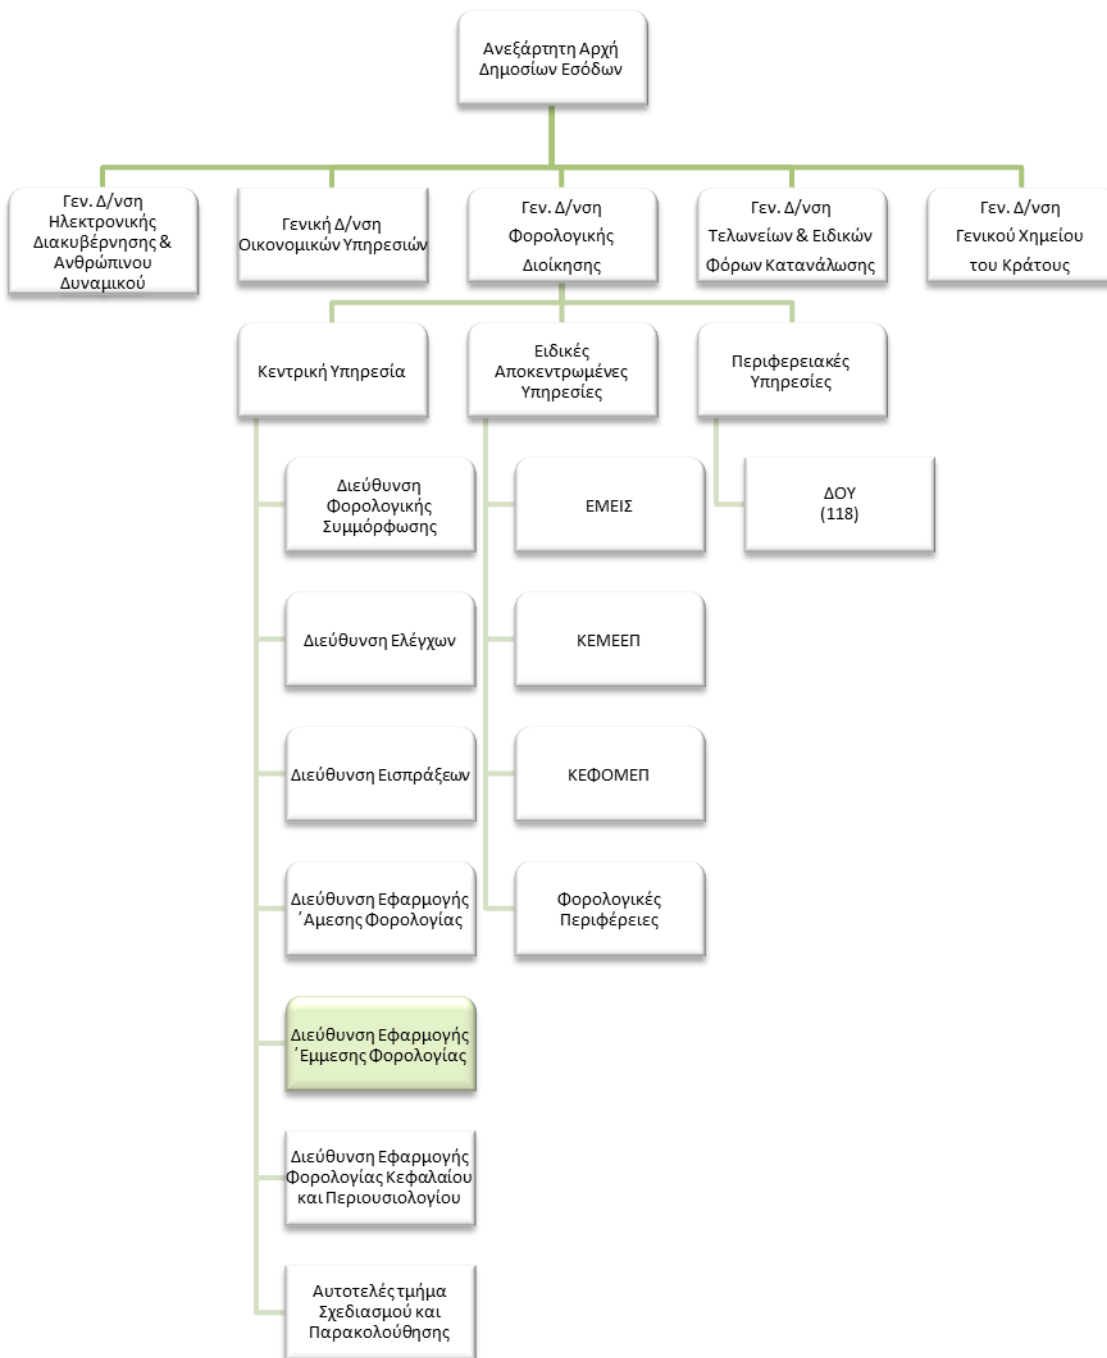 Ανεξάρτητη Αρχή
Δημοσίων Εσόδων
Γεν. Δ/νση
Ηλεκτρονικής
Διακυβέρνησης &
Ανθρώπινου
Δυναμικού
Γενική Δ/νση
Οικονομικών Υπηρεσιών
Γεν. Δ/νση
Φορολογικής
Διοίκησης
Γεν. Δ/νση
Τελωνείων & Ειδικών
Φόρων Κατανάλωσης
Γεν. Δ/νση
Γενικού Χημείου
του Κράτους
Κεντρική Υπηρεσία
Ειδικές
Αποκεντρωμένες
Υπηρεσίες
Περιφερειακές
Υπηρεσίες
Διεύθυνση
Φορολογικής
Συμμόρφωσης
Διεύθυνση Ελέγχων
Διεύθυνση Εισπράξεων
Διεύθυνση Εφαρμογής
΄Αμεσης Φορολογίας
Διεύθυνση Εφαρμογής
΄Εμμεσης Φορολογίας
Διεύθυνση Εφαρμογής
Φορολογίας Κεφαλαίου
και Περιουσιολογίου
Αυτοτελές τμήμα
Σχεδιασμού και
Παρακολούθησης
ΕΜΕΙΣ
ΚΕΜΕΕΠ
ΚΕΦΟΜΕΠ
Φορολογικές
Περιφέρειες
ΔΟΥ
(118)